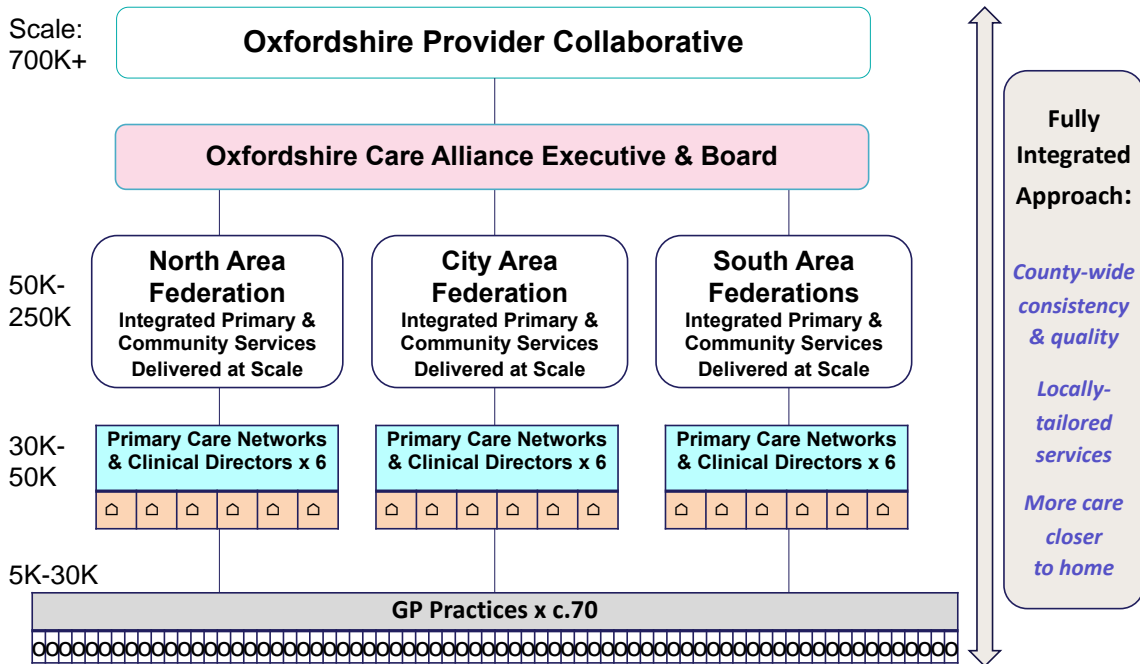 Scale:
700K+
Oxfordshire Provider Collaborative
Oxfordshire Care Alliance Executive & Board
50K-
250K
North Area
Federation
Integrated Primary &
Community Services
Delivered at Scale
City Area
Federation
Integrated Primary &
Community Services
Delivered at Scale
South Area
Federations
Integrated Primary &
Community Services
Delivered at Scale
30K-
50K
Primary Care Networks
& Clinical Directors x 6
Primary Care Networks
& Clinical Directors x 6
Primary Care Networks
& Clinical Directors x 6
5K-30K
GP Practices x c.70
Fully
Integrated
Approach:
County-wide
consistency
& quality
Locally-
tailored
services
More care
closer
to home